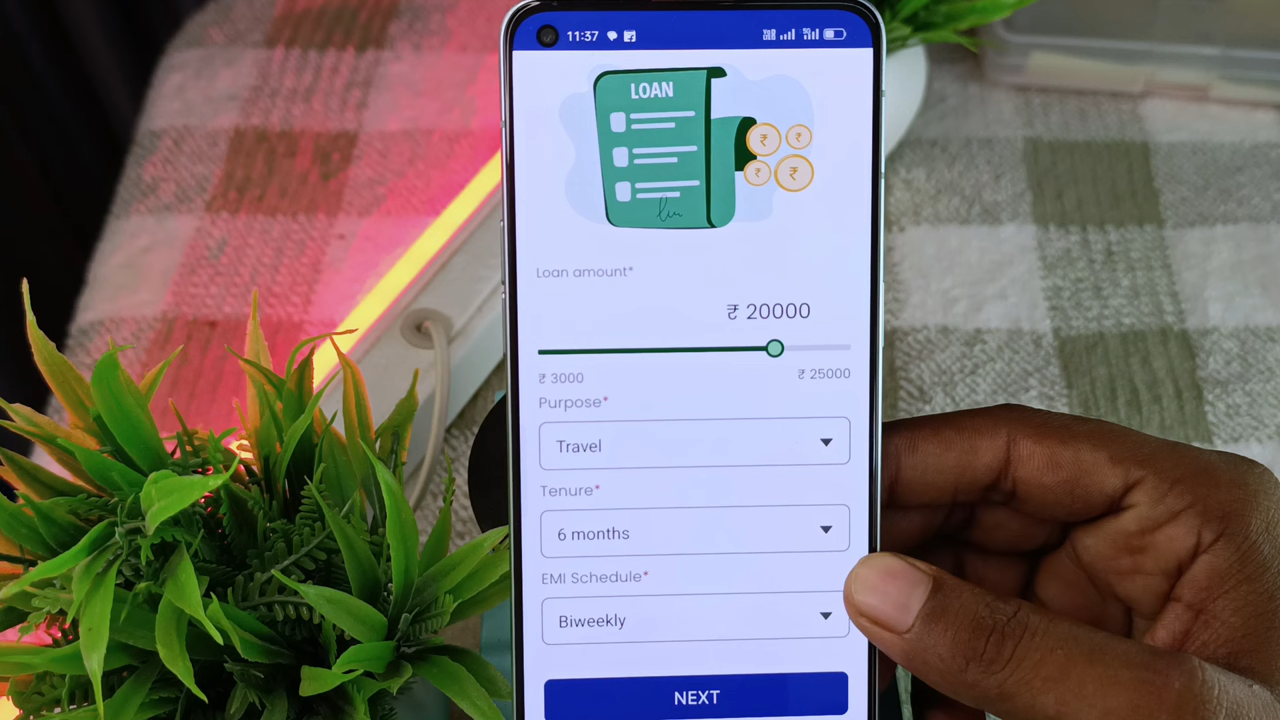 11:37
LOAN
Loan amount*
₹ 20000
₹ 3000
₹ 25000
Purpose*
Travel
Tenure*
6 months
EMI Schedule*
Biweekly
NEXT